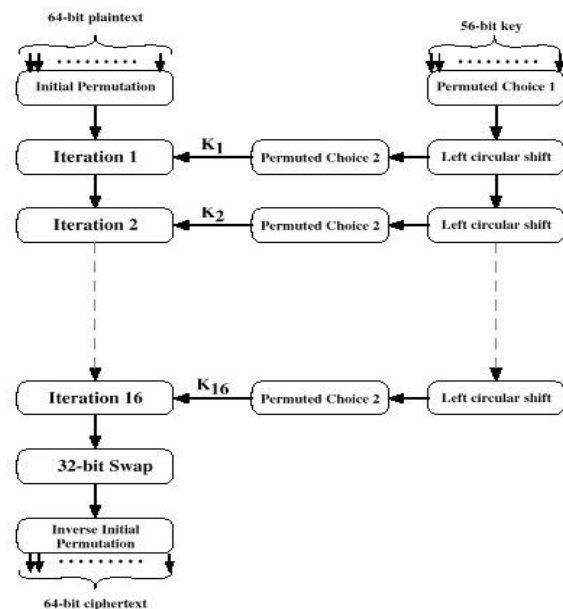 64-bit plaintext
56-bit key
Initial Permutation
Permuted Choice 1
Iteration 1
K1
Permuted Choice 2
Left circular shift
Iteration 2
K2
Permuted Choice 2
Left circular shift
Iteration 16
K16
Permuted Choice 2
Left circular shift
32-bit Swap
Inverse Initial
Permutation
64-bit ciphertext